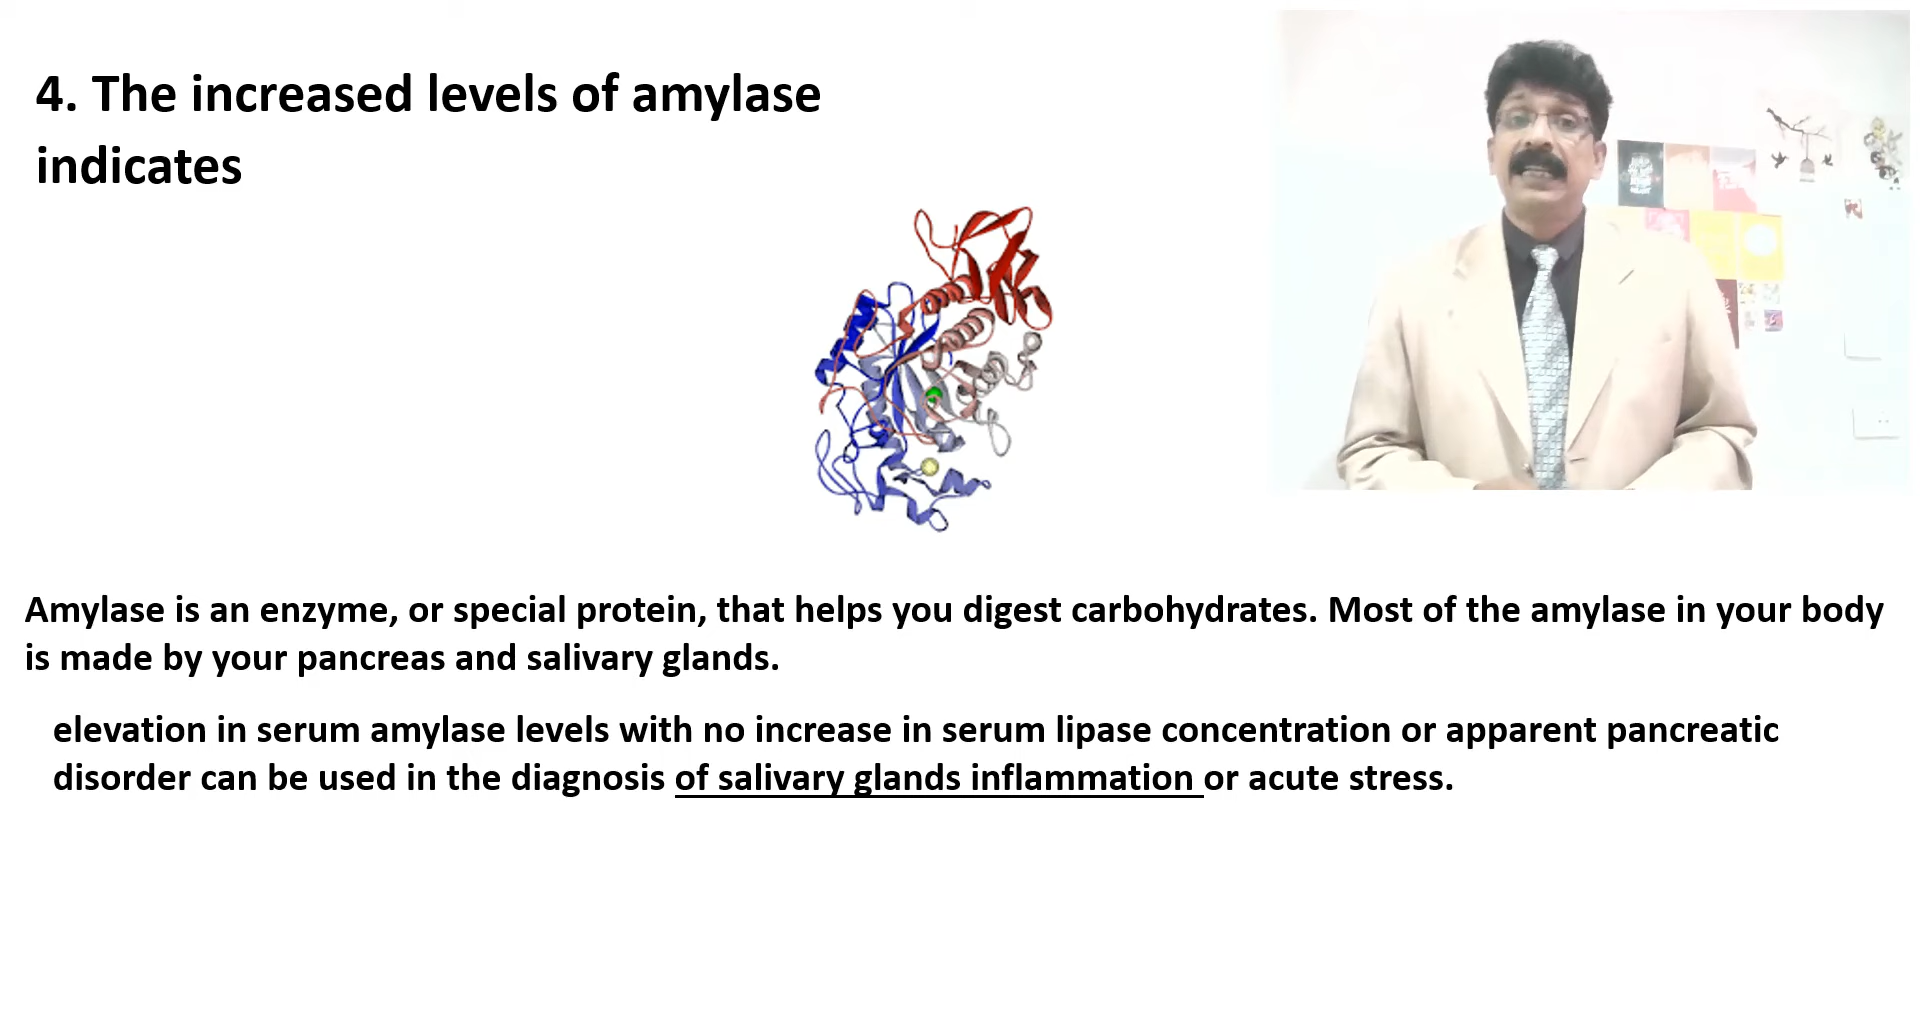 4. The increased levels of amylase
indicates
Amylase is an enzyme, or special protein, that helps you digest carbohydrates. Most of the amylase in your body
is made by your pancreas and salivary glands.
elevation in serum amylase levels with no increase in serum lipase concentration or apparent pancreatic
disorder can be used in the diagnosis of salivary glands inflammation or acute stress.